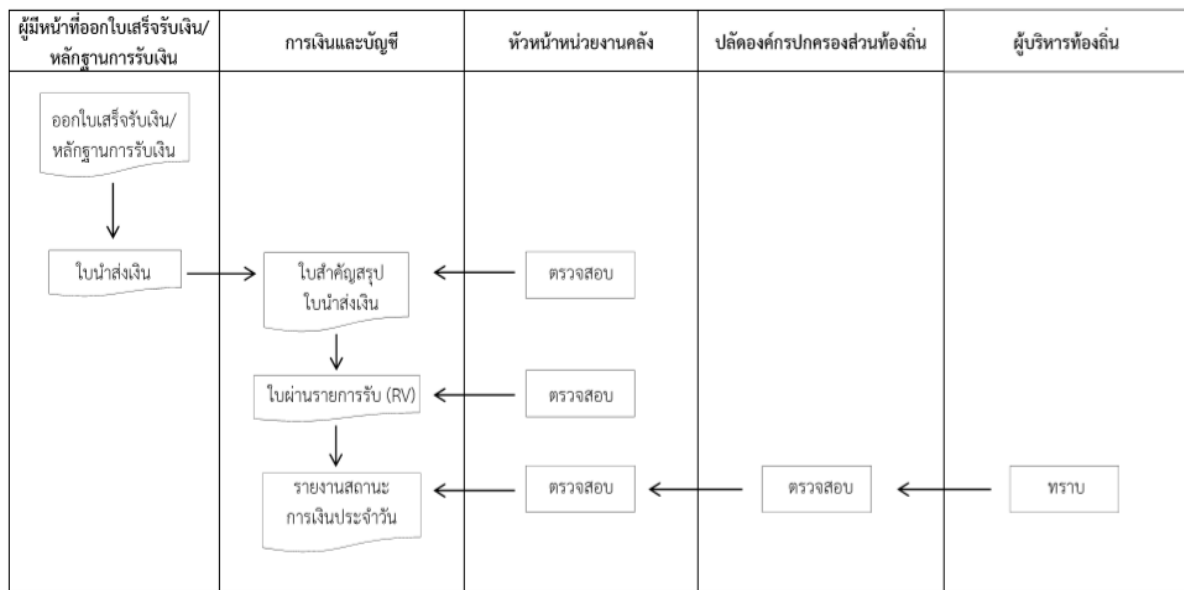 ผู้มีหน้าที่ออกใบเสร็จรับเงิน/
หลักฐานการรับเงิน
การเงินและบัญชี
หัวหน้าหน่วยงานคลัง
ปลัดองค์กรปกครองส่วนท้องถิ่น
ผู้บริหารท้องถิ่น
ออกใบเสร็จรับเงิน/
หลักฐานการรับเงิน
ใบนำส่งเงิน
ใบสำคัญสรุป
ใบนำส่งเงิน
ตรวจสอบ
ใบผ่านรายการรับ (RV)
ตรวจสอบ
รายงานสถานะ
การเงินประจำวัน
ตรวจสอบ
ตรวจสอบ
ทราบ